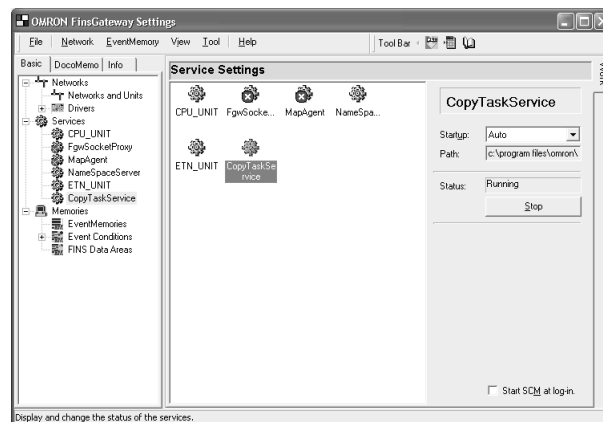 OMRON FinsGateway Settings
File Network EventMemory View Tool Help
Tool Bar
Basic DocoMemo Info
Networks
Networks and Units
Drivers
Services
CPU_UNIT
FgwSocketProxy
MapAgent
NameSpaceServer
ETN_UNIT
CopyTaskService
Memories
EventMemories
Event Conditions
FINS Data Areas
Service Settings
CPU_UNIT FgwSocke... MapAgent NameSpa...
ETN_UNIT CopyTaskSe
rvice
CopyTaskService
Startup: Auto
Path: c:\program files\omron\
Status: Running
Stop
Start SCM at log-in.
Display and change the status of the services.